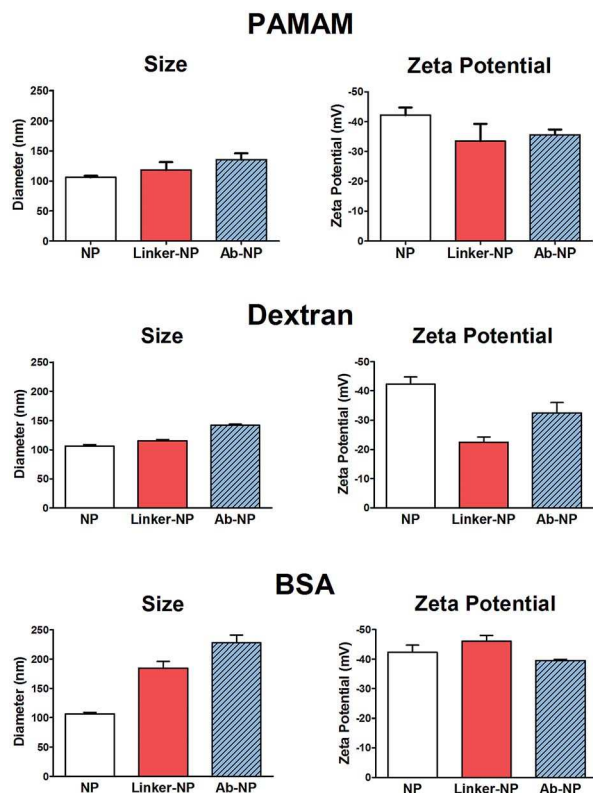 PAMAM
Size
Zeta Potential
Diameter (nm)
250
200
150
100
50
0
NP
Linker-NP
Ab-NP
Zeta Potential (mV)
-50
-40
-30
-20
-10
0
NP
Linker-NP
Ab-NP
Dextran
Size
Zeta Potential
Diameter (nm)
250
200
150
100
50
0
NP
Linker-NP
Ab-NP
Zeta Potential (mV)
-50
-40
-30
-20
-10
0
NP
Linker-NP
Ab-NP
BSA
Size
Zeta Potential
Diameter (nm)
250
200
150
100
50
0
NP
Linker-NP
Ab-NP
Zeta Potential (mV)
-50
-40
-30
-20
-10
0
NP
Linker-NP
Ab-NP